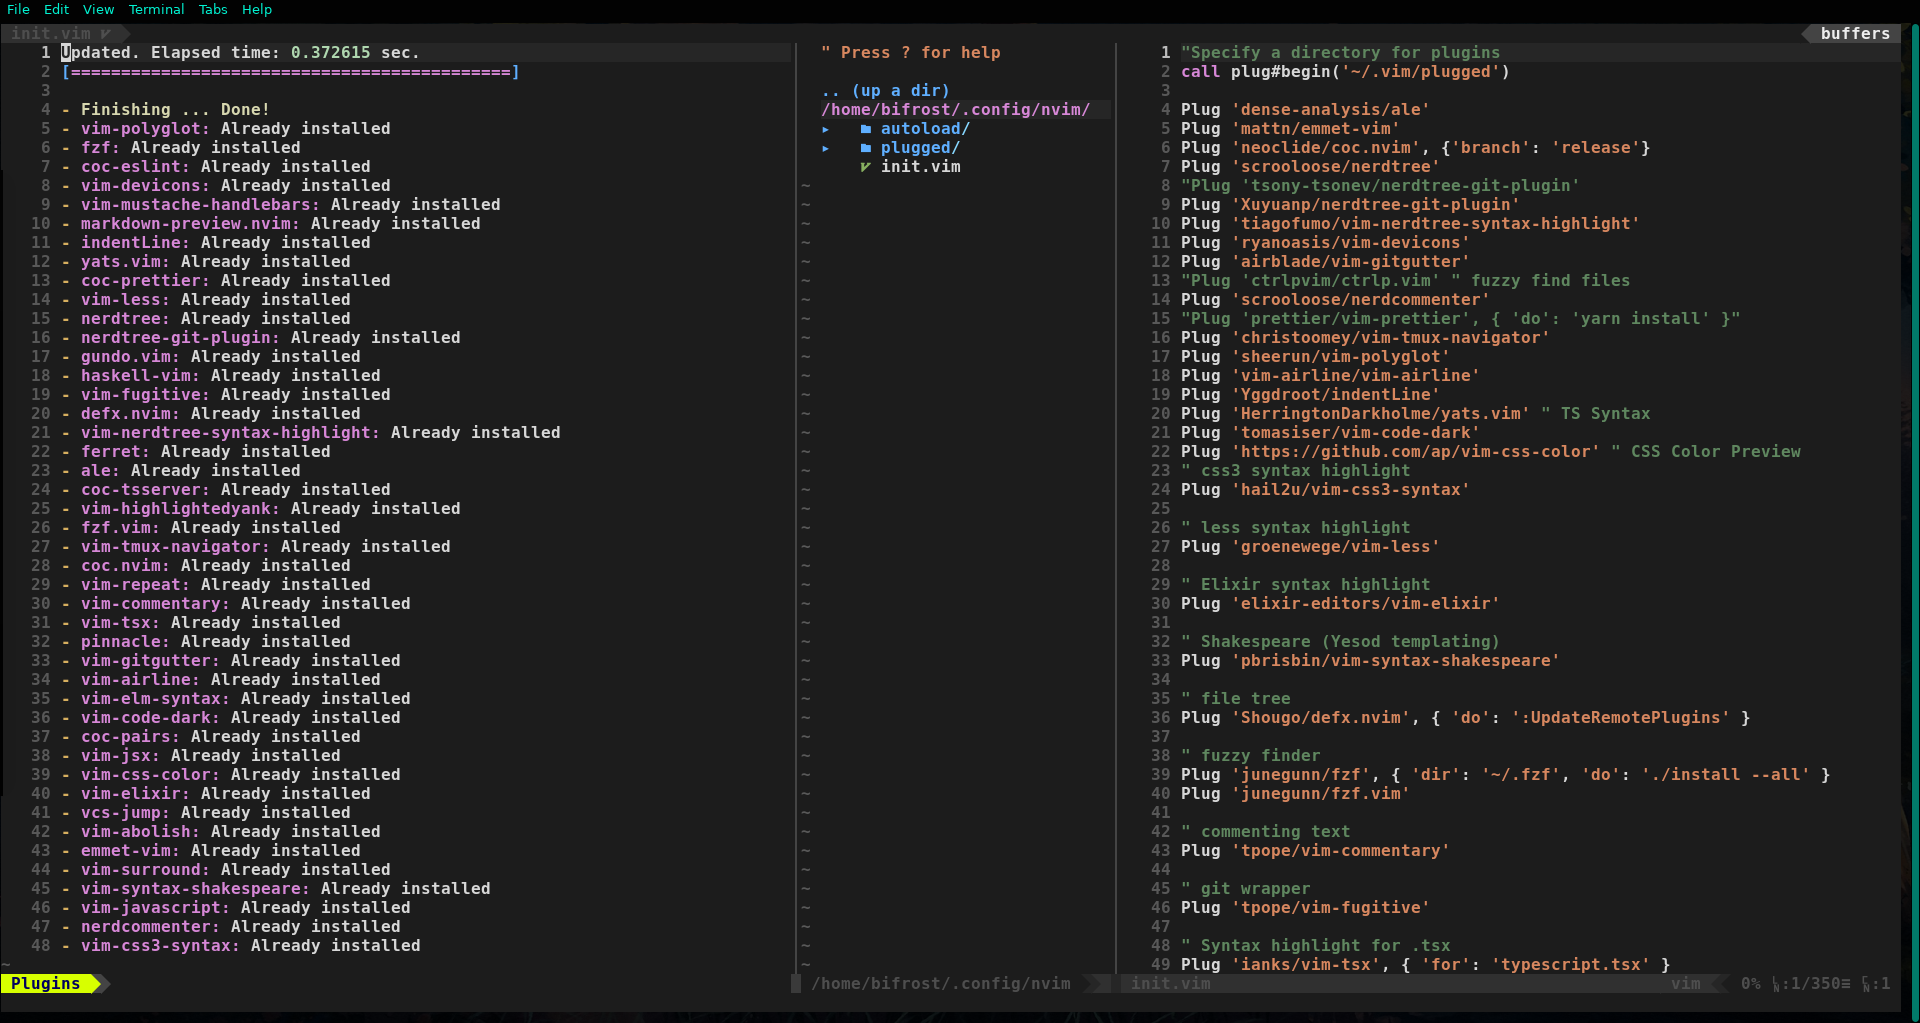 File Edit View Terminal Tabs Help
init.vim
buffers
1 Updated. Elapsed time: 0.372615 sec.
2 [============================================]
3
4 - Finishing ... Done!
5 - vim-polyglot: Already installed
6 - fzf: Already installed
7 - coc-eslint: Already installed
8 - vim-devicons: Already installed
9 - vim-mustache-handlebars: Already installed
10 - markdown-preview.nvim: Already installed
11 - indentLine: Already installed
12 - yats.vim: Already installed
13 - coc-prettier: Already installed
14 - vim-less: Already installed
15 - nerdtree: Already installed
16 - nerdtree-git-plugin: Already installed
17 - gundo.vim: Already installed
18 - haskell-vim: Already installed
19 - vim-fugitive: Already installed
20 - defx.nvim: Already installed
21 - vim-nerdtree-syntax-highlight: Already installed
22 - ferret: Already installed
23 - ale: Already installed
24 - coc-tsserver: Already installed
25 - vim-highlightedyank: Already installed
26 - fzf.vim: Already installed
27 - vim-tmux-navigator: Already installed
28 - coc.nvim: Already installed
29 - vim-repeat: Already installed
30 - vim-commentary: Already installed
31 - vim-tsx: Already installed
32 - pinnacle: Already installed
33 - vim-gitgutter: Already installed
34 - vim-airline: Already installed
35 - vim-elm-syntax: Already installed
36 - vim-code-dark: Already installed
37 - coc-pairs: Already installed
38 - vim-jsx: Already installed
39 - vim-css-color: Already installed
40 - vim-elixir: Already installed
41 - vcs-jump: Already installed
42 - vim-abolish: Already installed
43 - emmet-vim: Already installed
44 - vim-surround: Already installed
45 - vim-syntax-shakespeare: Already installed
46 - vim-javascript: Already installed
47 - nerdcommenter: Already installed
48 - vim-css3-syntax: Already installed
Plugins
" Press ? for help
.. (up a dir)
/home/bifrost/.config/nvim/
▸ autoload/
▸ plugged/
init.vim
/home/bifrost/.config/nvim
1 "Specify a directory for plugins
2 call plug#begin('~/.vim/plugged')
3
4 Plug 'dense-analysis/ale'
5 Plug 'mattn/emmet-vim'
6 Plug 'neoclide/coc.nvim', {'branch': 'release'}
7 Plug 'scrooloose/nerdtree'
8 "Plug 'tsony-tsonev/nerdtree-git-plugin'
9 Plug 'Xuyuanp/nerdtree-git-plugin'
10 Plug 'tiagofumo/vim-nerdtree-syntax-highlight'
11 Plug 'ryanoasis/vim-devicons'
12 Plug 'airblade/vim-gitgutter'
13 "Plug 'ctrlpvim/ctrlp.vim' " fuzzy find files
14 Plug 'scrooloose/nerdcommenter'
15 "Plug 'prettier/vim-prettier', { 'do': 'yarn install' }"
16 Plug 'christoomey/vim-tmux-navigator'
17 Plug 'sheerun/vim-polyglot'
18 Plug 'vim-airline/vim-airline'
19 Plug 'Yggdroot/indentLine'
20 Plug 'HerringtonDarkholme/yats.vim' " TS Syntax
21 Plug 'tomasiser/vim-code-dark'
22 Plug 'https://github.com/ap/vim-css-color' " CSS Color Preview
23 " css3 syntax highlight
24 Plug 'hail2u/vim-css3-syntax'
25
26 " less syntax highlight
27 Plug 'groenewege/vim-less'
28
29 " Elixir syntax highlight
30 Plug 'elixir-editors/vim-elixir'
31
32 " Shakespeare (Yesod templating)
33 Plug 'pbrisbin/vim-syntax-shakespeare'
34
35 " file tree
36 Plug 'Shougo/defx.nvim', { 'do': ':UpdateRemotePlugins' }
37
38 " fuzzy finder
39 Plug 'junegunn/fzf', { 'dir': '~/.fzf', 'do': './install --all' }
40 Plug 'junegunn/fzf.vim'
41
42 " commenting text
43 Plug 'tpope/vim-commentary'
44
45 " git wrapper
46 Plug 'tpope/vim-fugitive'
47
48 " Syntax highlight for .tsx
49 Plug 'ianks/vim-tsx', { 'for': 'typescript.tsx' }
init.vim vim 0% :1/350≡ :1